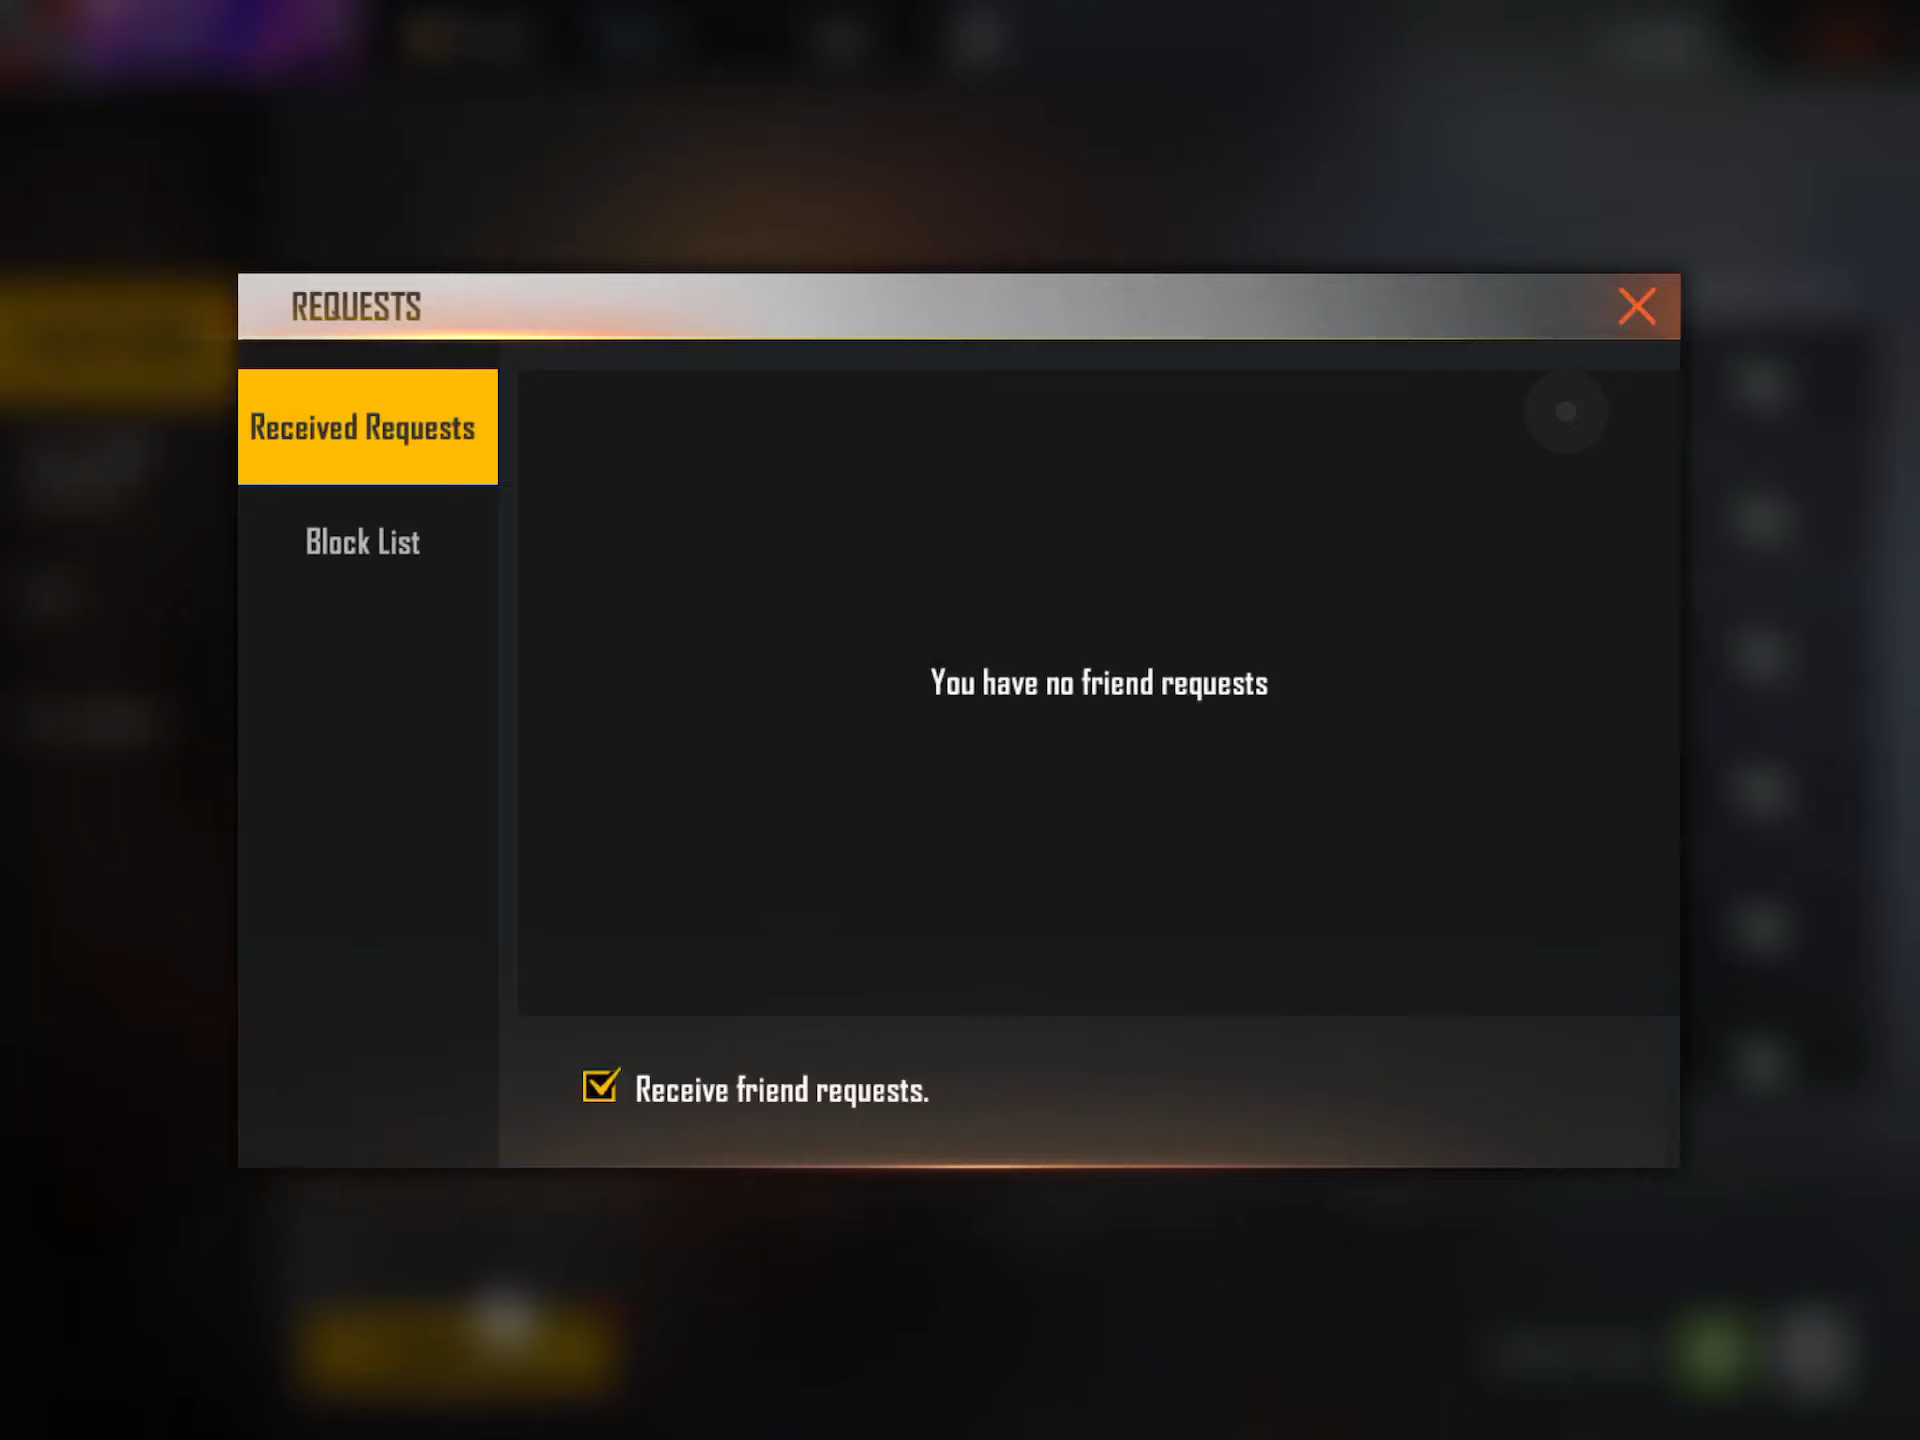 REQUESTS
Received Requests
Block List
You have no friend requests
Receive friend requests.